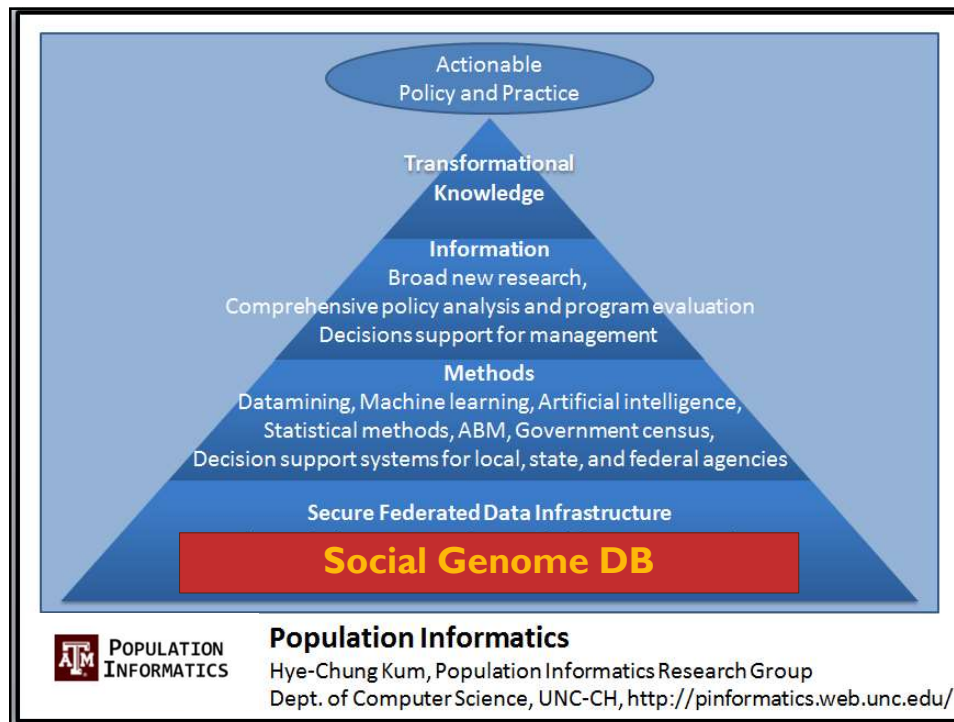 Actionable
Policy and Practice
Transformational
Knowledge
Information
Broad new research,
Comprehensive policy analysis and program evaluation
Decisions support for management
Methods
Datamining, Machine learning, Artificial intelligence,
Statistical methods, ABM, Government census,
Decision support systems for local, state, and federal agencies
Secure Federated Data Infrastructure
Social Genome DB
ATM
POPULATION
INFORMATICS
Population Informatics
Hye-Chung Kum, Population Informatics Research Group
Dept. of Computer Science, UNC-CH, http://pinformatics.web.unc.edu/